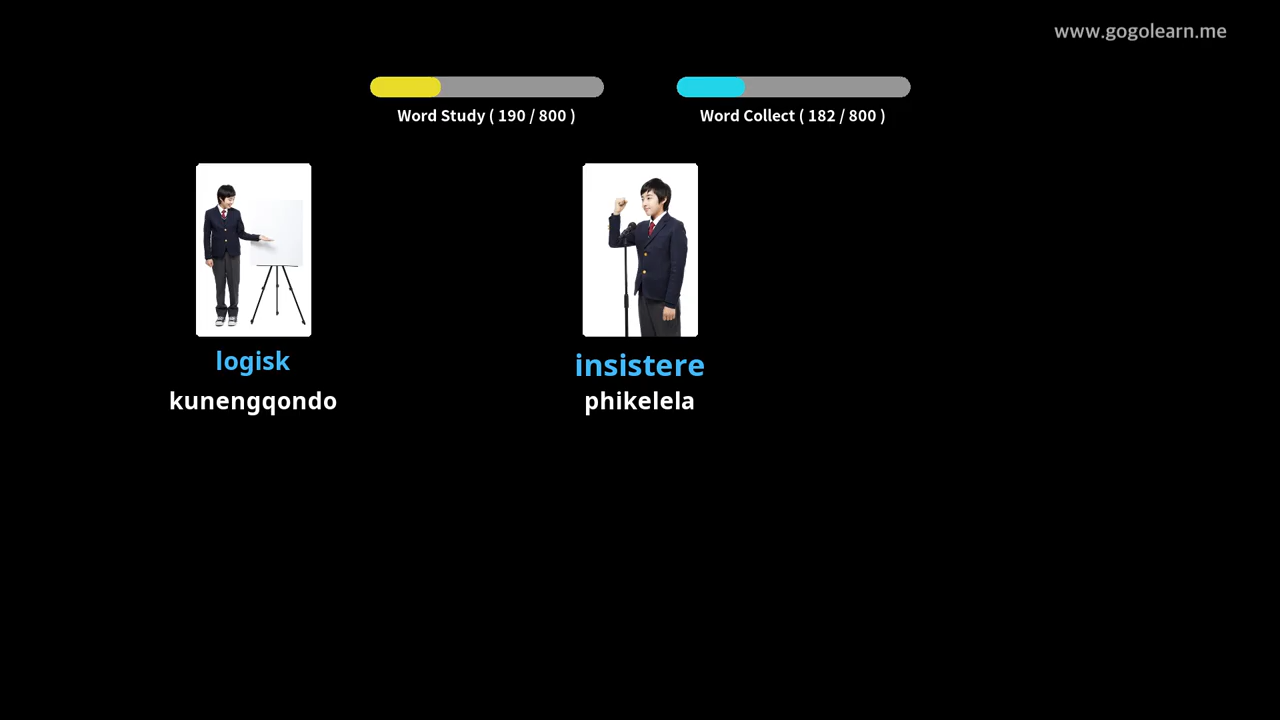 www.gogolearn.me
Word Study ( 190 / 800 )
Word Collect ( 182 / 800 )
logisk
kunengqondo
insistere
phikelela